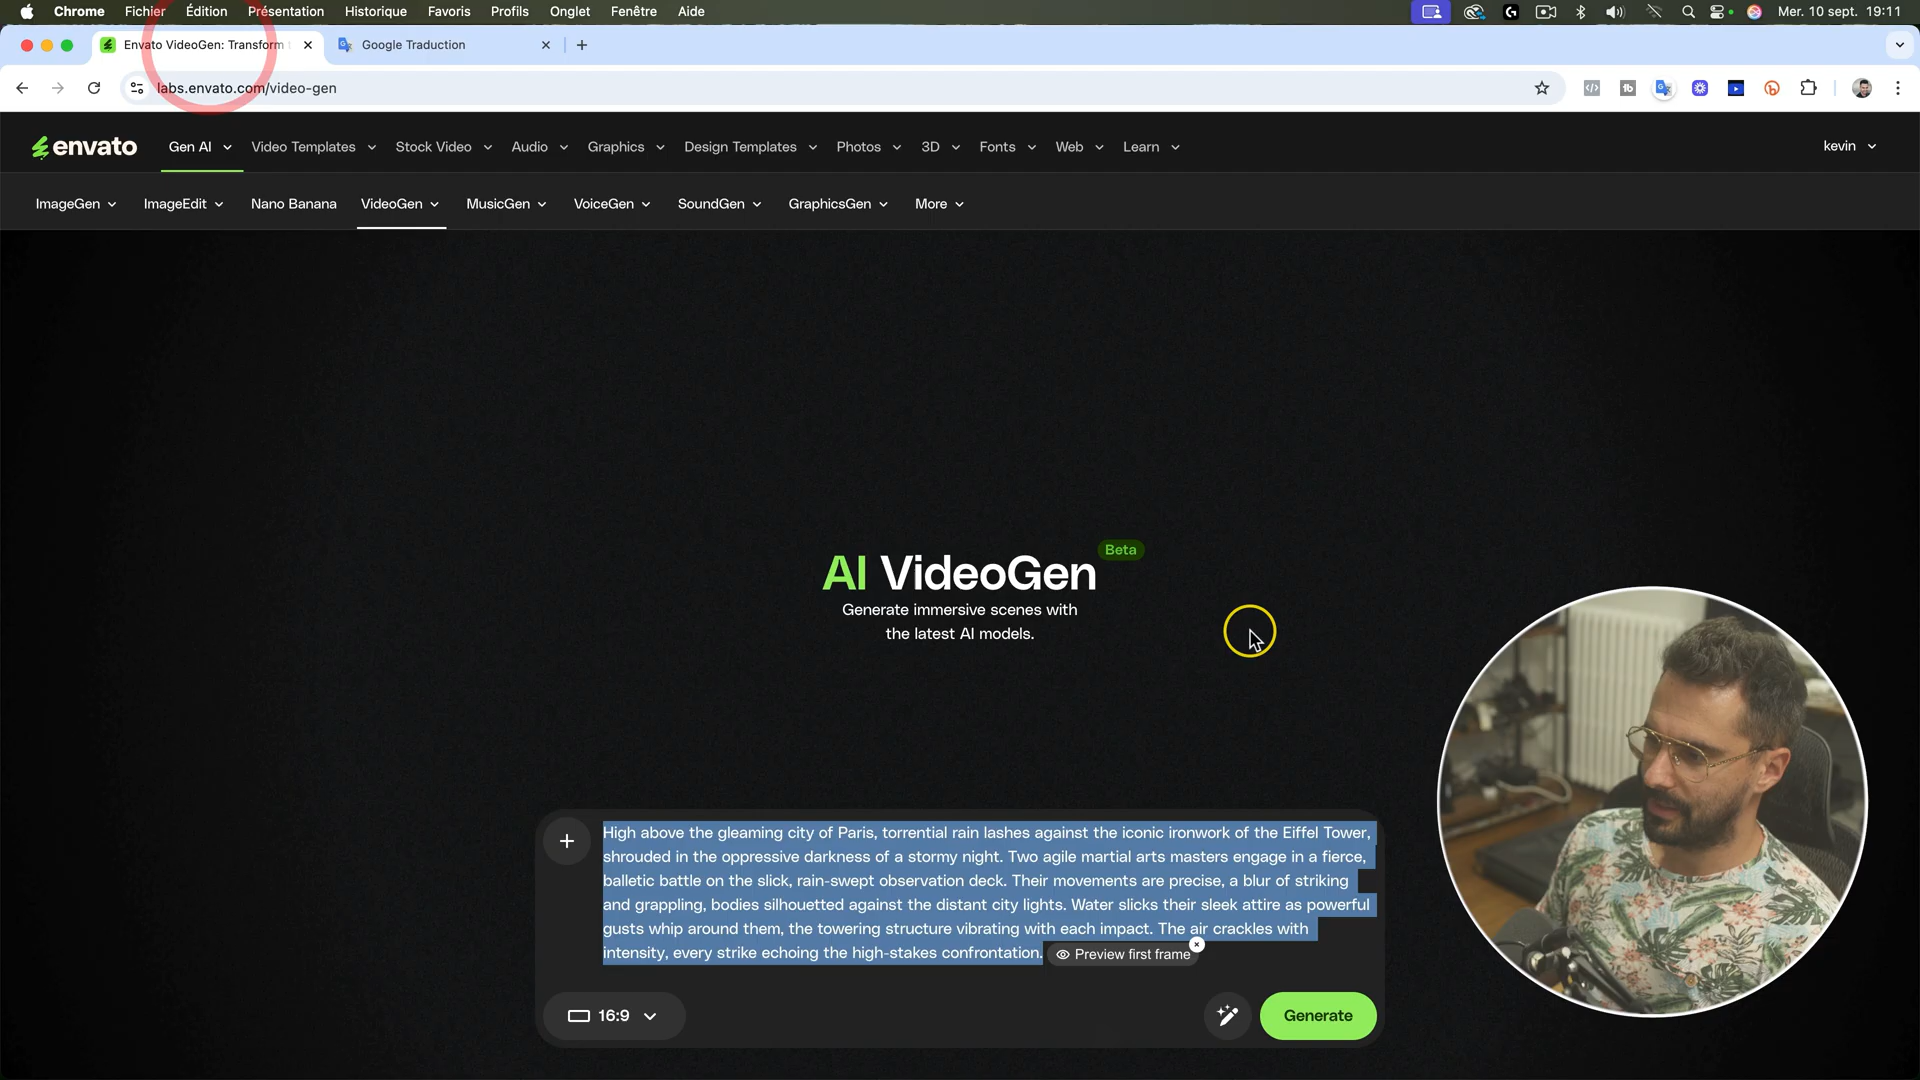 Chrome Fichier Édition Présentation Historique Favoris Profils Onglet Fenêtre Aide Mer. 10 sept. 19:11
Envato VideoGen: Transform Google Traduction
labs.envato.com/video-gen
envato Gen AI Video Templates Stock Video Audio Graphics Design Templates Photos 3D Fonts Web Learn kevin
ImageGen ImageEdit Nano Banana VideoGen MusicGen VoiceGen SoundGen GraphicsGen More
Beta
AI VideoGen
Generate immersive scenes with
the latest AI models.
High above the gleaming city of Paris, torrential rain lashes against the iconic ironwork of the Eiffel Tower,
shrouded in the oppressive darkness of a stormy night. Two agile martial arts masters engage in a fierce,
balletic battle on the slick, rain-swept observation deck. Their movements are precise, a blur of striking
and grappling, bodies silhouetted against the distant city lights. Water slicks their sleek attire as powerful
gusts whip around them, the towering structure vibrating with each impact. The air crackles with
intensity, every strike echoing the high-stakes confrontation. Preview first frame
16:9 Generate